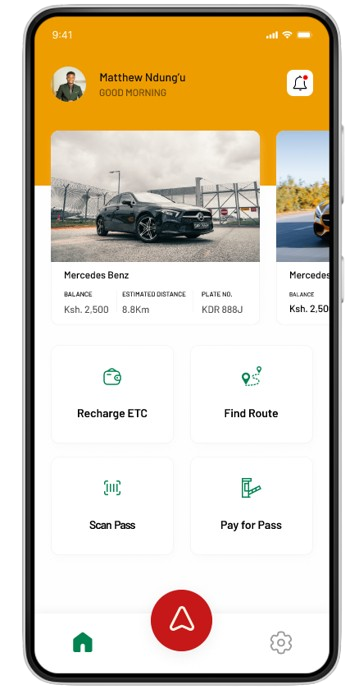 9:41
Matthew Ndung'u
GOOD MORNING
Mercedes Benz
BALANCE ESTIMATED DISTANCE PLATE NO.
Ksh. 2,500 8.8Km KDR 888J
Mercedes
BALANCE
Ksh. 2,50
Recharge ETC
Find Route
Scan Pass
Pay for Pass